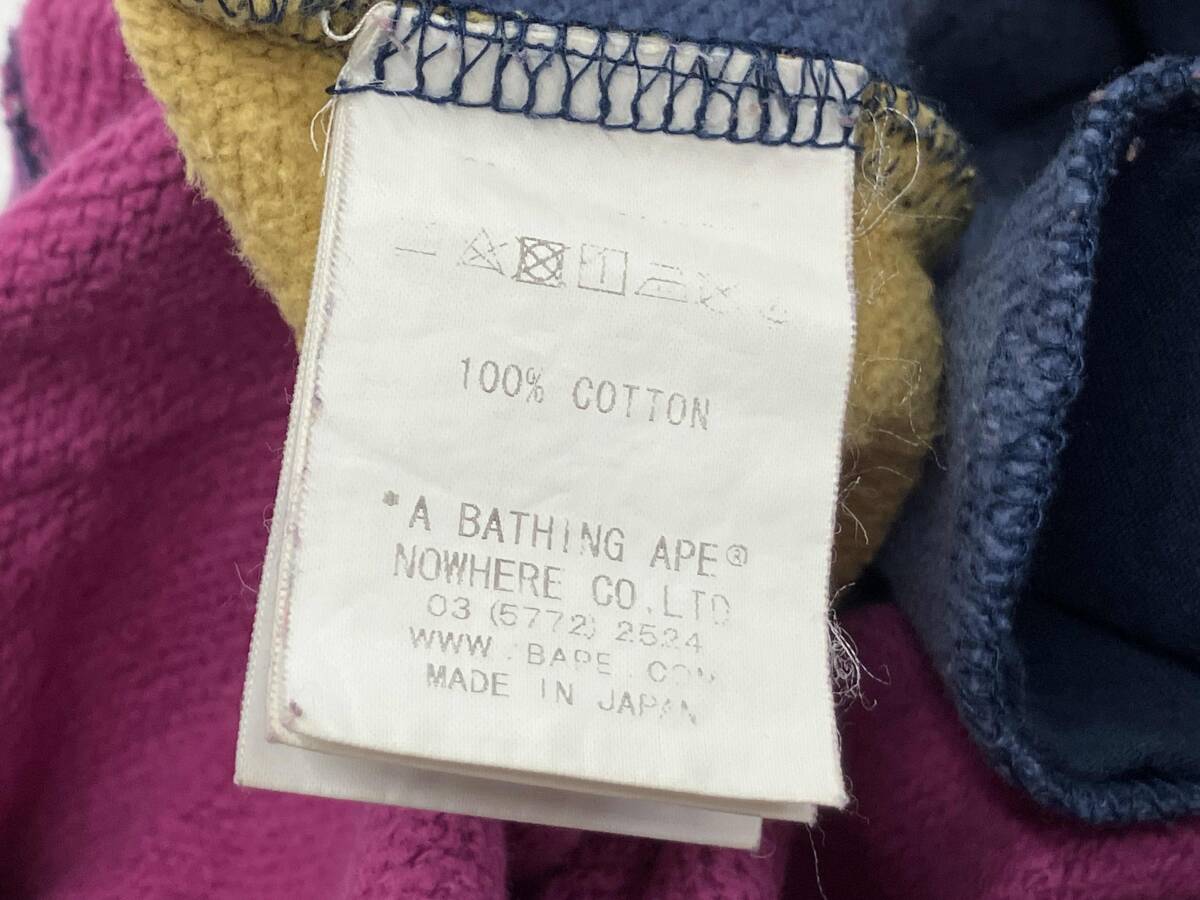 100% COTTON
*A BATHING APE®
NOWHERE CO.LTD
03 (5772) 2524
WWW.BAPE.COM
MADE IN JAPAN